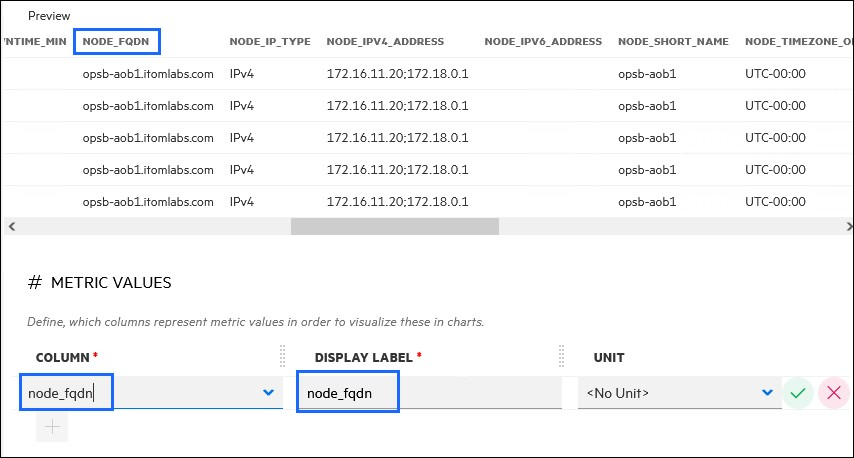 Preview
NTIME_MIN NODE_FQDN NODE_IP_TYPE NODE_IPV4_ADDRESS NODE_IPV6_ADDRESS NODE_SHORT_NAME NODE_TIMEZONE_O
opsb-aob1.itomlabs.com IPv4 172.16.11.20;172.18.0.1 opsb-aob1 UTC-00:00
opsb-aob1.itomlabs.com IPv4 172.16.11.20;172.18.0.1 opsb-aob1 UTC-00:00
opsb-aob1.itomlabs.com IPv4 172.16.11.20;172.18.0.1 opsb-aob1 UTC-00:00
opsb-aob1.itomlabs.com IPv4 172.16.11.20;172.18.0.1 opsb-aob1 UTC-00:00
opsb-aob1.itomlabs.com IPv4 172.16.11.20;172.18.0.1 opsb-aob1 UTC-00:00
# METRIC VALUES
Define, which columns represent metric values in order to visualize these in charts.
COLUMN * DISPLAY LABEL * UNIT
node_fqdn node_fqdn <No Unit>